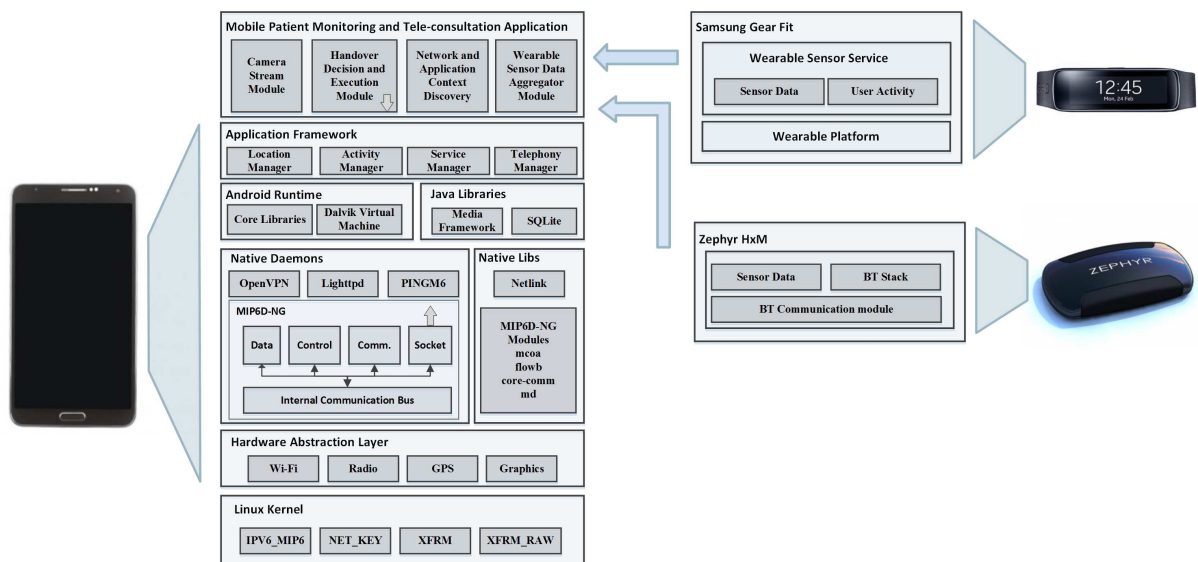 Mobile Patient Monitoring and Tele-consultation Application
Camera
Stream
Module
Handover
Decision and
Execution
Module
Network and
Application
Context
Discovery
Wearable
Sensor Data
Aggregator
Module
Application Framework
Location
Manager
Activity
Manager
Service
Manager
Telephony
Manager
Android Runtime
Core Libraries
Dalvik Virtual
Machine
Java Libraries
Media
Framework
SQLite
Native Daemons
OpenVPN
Lighttpd
PINGM6
MIP6D-NG
Data
Control
Comm.
Socket
Internal Communication Bus
Native Libs
Netlink
MIP6D-NG
Modules
mcoa
flowb
core-comm
md
Hardware Abstraction Layer
Wi-Fi
Radio
GPS
Graphics
Linux Kernel
IPV6_MIP6
NET_KEY
XFRM
XFRM_RAW
Samsung Gear Fit
Wearable Sensor Service
Sensor Data
User Activity
Wearable Platform
12:45
Mon, 24 Feb
Zephyr HxM
Sensor Data
BT Stack
BT Communication module
ZEPHYR